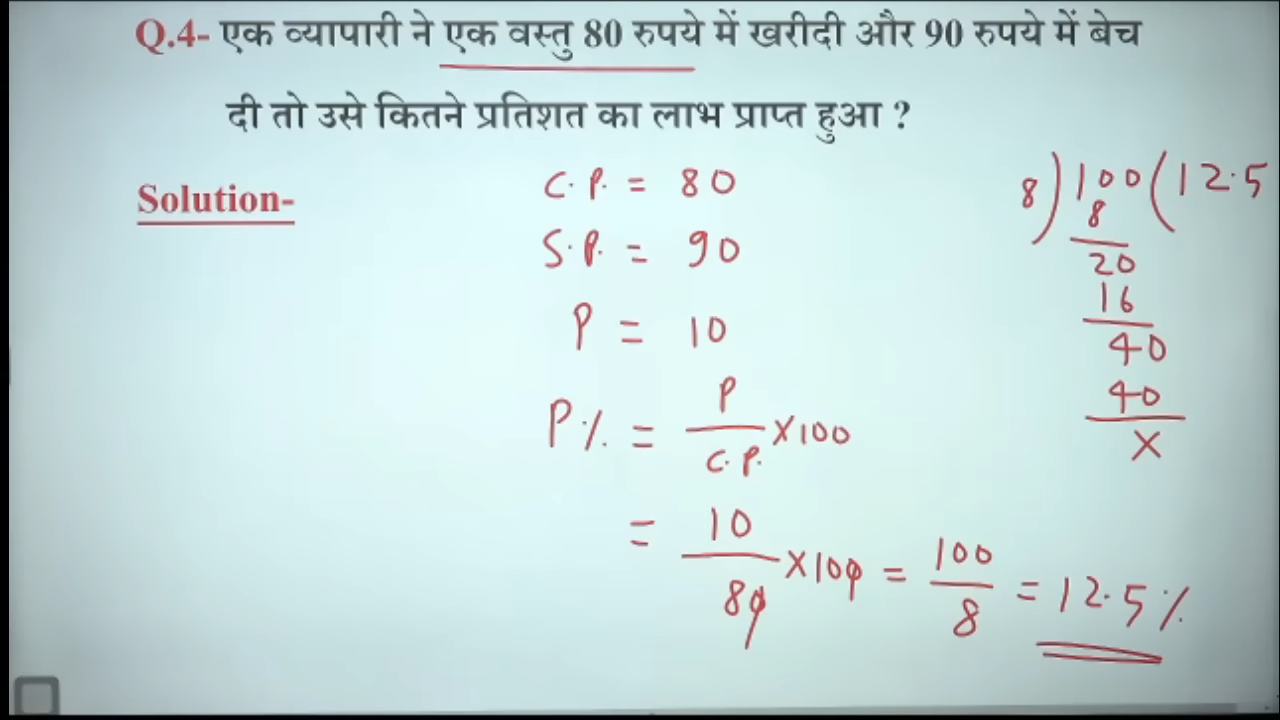 Q.4- एक व्यापारी ने एक वस्तु 80 रुपये में खरीदी और 90 रुपये में बेच
दी तो उसे कितने प्रतिशत का लाभ प्राप्त हुआ ?
Solution-
C.P. = 80
S.P. = 90
P = 10
P% = P/C.P. × 100
= 10/80 × 100 = 100/8 = 12.5%
8)100(12.5
8
20
16
40
40
×